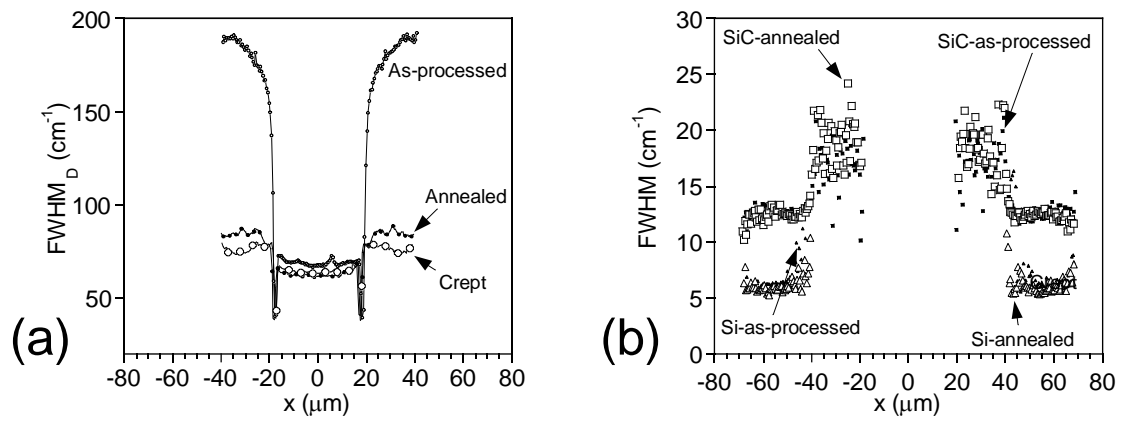 200
150
100
50
FWHM_D (cm⁻¹)
As-processed
Annealed
Crept
-80 -60 -40 -20 0 20 40 60 80
x (μm)
(a)
30
25
20
15
10
5
0
FWHM (cm⁻¹)
SiC-annealed
SiC-as-processed
Si-as-processed
Si-annealed
-80 -60 -40 -20 0 20 40 60 80
x (μm)
(b)